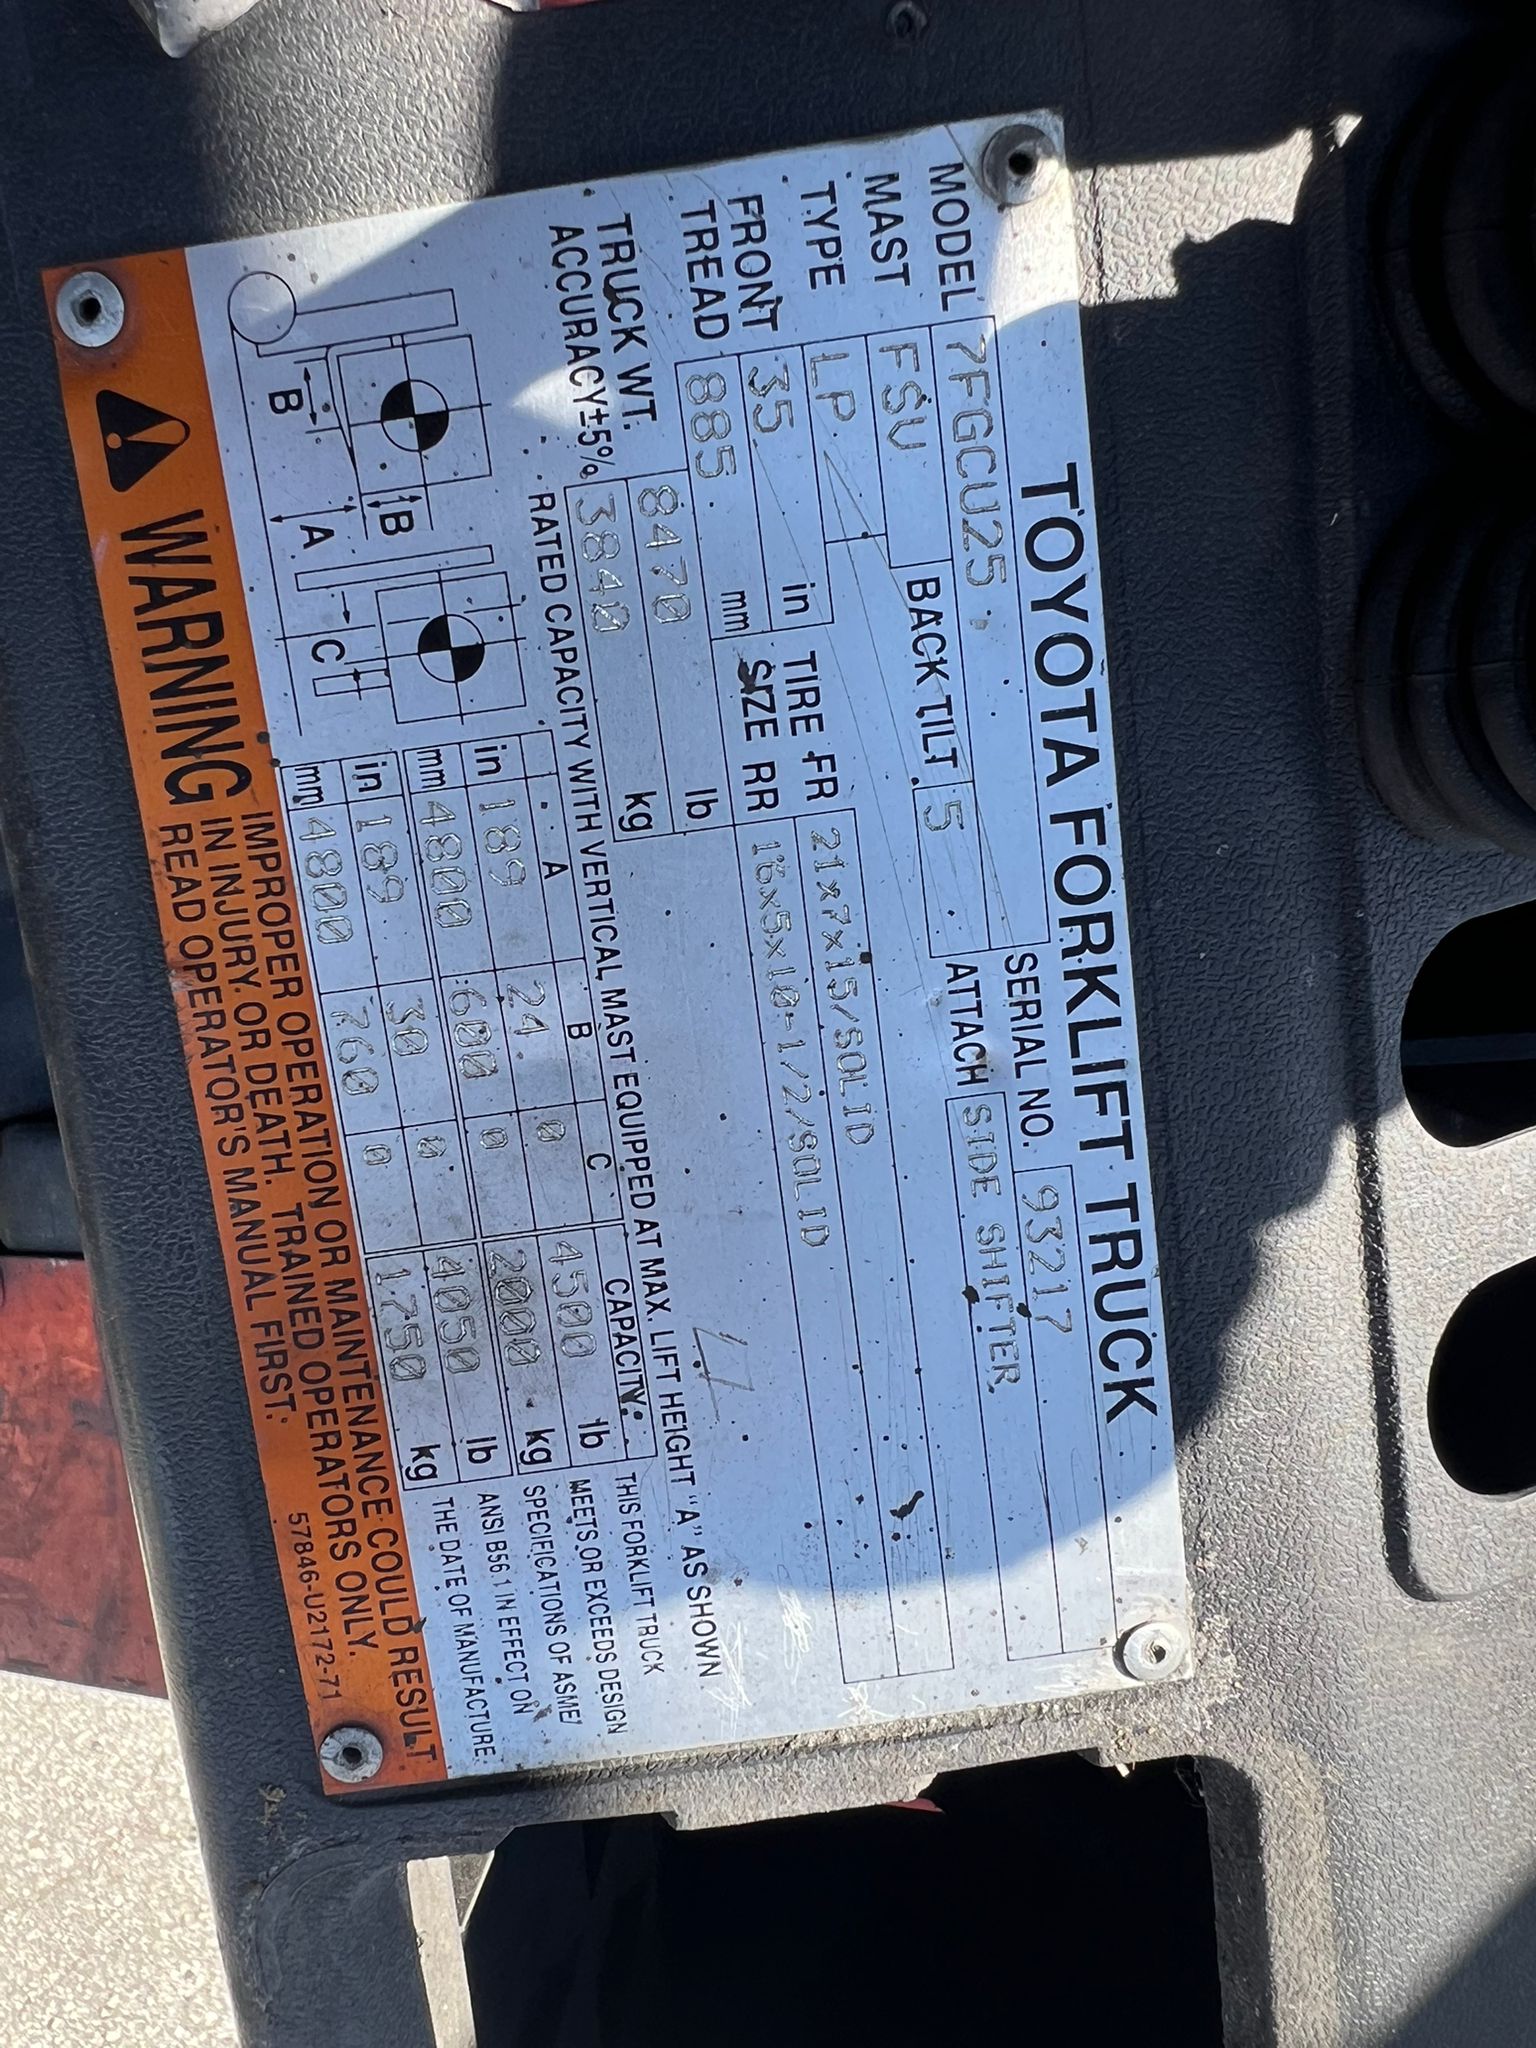 TOYOTA FORKLIFT TRUCK
MODEL 7FGCU25 SERIAL NO. 93217
MAST FSV BACK TILT 5 ATTACH SIDE SHIFTER
TYPE LP
FRONT TREAD 35 in TIRE SIZE FR 21x7x15/SOLID
885 mm RR 16x5x10-1/2/SOLID
TRUCK WT. 8470 lb
ACCURACY±5% 3840 kg
RATED CAPACITY WITH VERTICAL MAST EQUIPPED AT MAX. LIFT HEIGHT "A" AS SHOWN
A B C CAPACITY
in 189 24 0 4500 lb
mm 4800 600 0 2000 kg
in 189 30 0 4050 lb
mm 4800 760 0 1750 kg
B B A C
THIS FORKLIFT TRUCK
MEETS OR EXCEEDS DESIGN
SPECIFICATIONS OF ASME/
ANSI B56.1 IN EFFECT ON
THE DATE OF MANUFACTURE
WARNING
IMPROPER OPERATION OR MAINTENANCE COULD RESULT
IN INJURY OR DEATH. TRAINED OPERATORS ONLY.
READ OPERATOR'S MANUAL FIRST.
57846-U2172-71